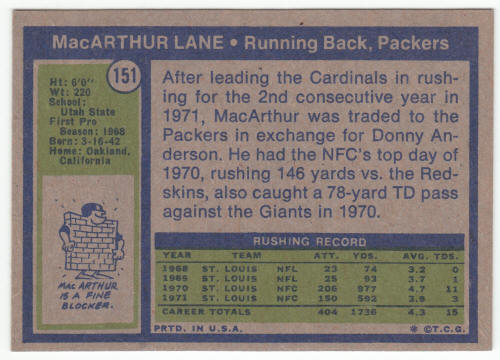 MacARTHUR LANE • Running Back, Packers
151
Ht: 6'0"
Wt: 220
School:
Utah State
First Pro
Season: 1968
Born: 3-16-42
Home: Oakland,
California
After leading the Cardinals in rush-
ing for the 2nd consecutive year in
1971, MacArthur was traded to the
Packers in exchange for Donny An-
derson. He had the NFC's top day of
1970, rushing 146 yards vs. the Red-
skins, also caught a 78-yard TD pass
against the Giants in 1970.
MAC ARTHUR
IS A FINE
BLOCKER.
RUSHING RECORD
YEAR TEAM ATT. YDS. AVG. TDS.
1968 ST. LOUIS NFL 23 74 3.2 0
1969 ST. LOUIS NFL 25 93 3.7 1
1970 ST. LOUIS NFC 206 977 4.7 11
1971 ST. LOUIS NFC 150 592 3.9 3
CAREER TOTALS 404 1736 4.3 15
PRTD. IN U.S.A. * ©T.C.G.